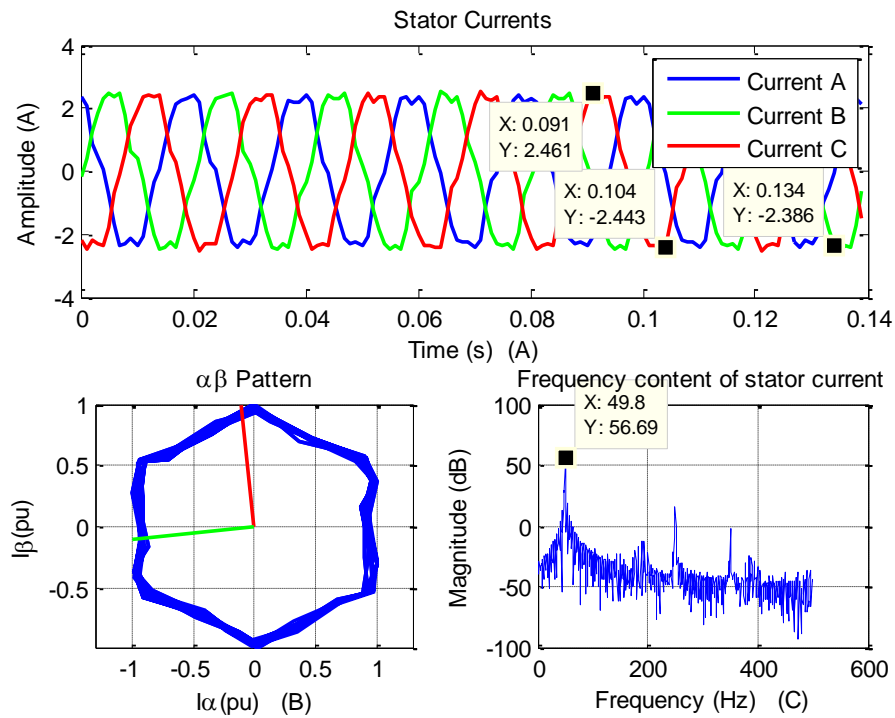 Stator Currents
4
2
0
-2
-4
Amplitude (A)
Current A
Current B
Current C
X: 0.091
Y: 2.461
X: 0.104
Y: -2.443
X: 0.134
Y: -2.386
0 0.02 0.04 0.06 0.08 0.1 0.12 0.14
Time (s) (A)
αβ Pattern
1
0.5
0
-0.5
Iβ(pu)
-1 -0.5 0 0.5 1
Iα(pu) (B)
Frequency content of stator current
X: 49.8
Y: 56.69
100
50
0
-50
-100
Magnitude (dB)
0 200 400 600
Frequency (Hz) (C)